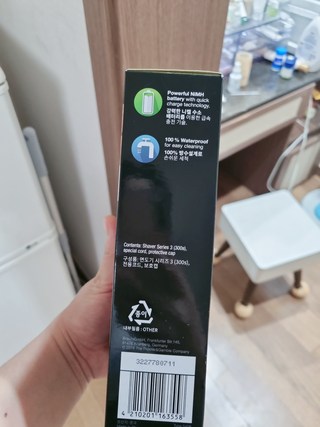 Powerful NiMH
battery with quick
charge technology.
강력한 니켈 수소
배터리를 이용한 급속
충전 기술.
100 % Waterproof
for easy cleaning
100% 방수설계로
손쉬운 세척
Contents: Shaver Series 3 (300s),
special cord, protective cap
구성품: 면도기 시리즈 3 (300s),
전용코드, 보호캡
종이
내부필름 : OTHER
3227798711
4 210201 163558